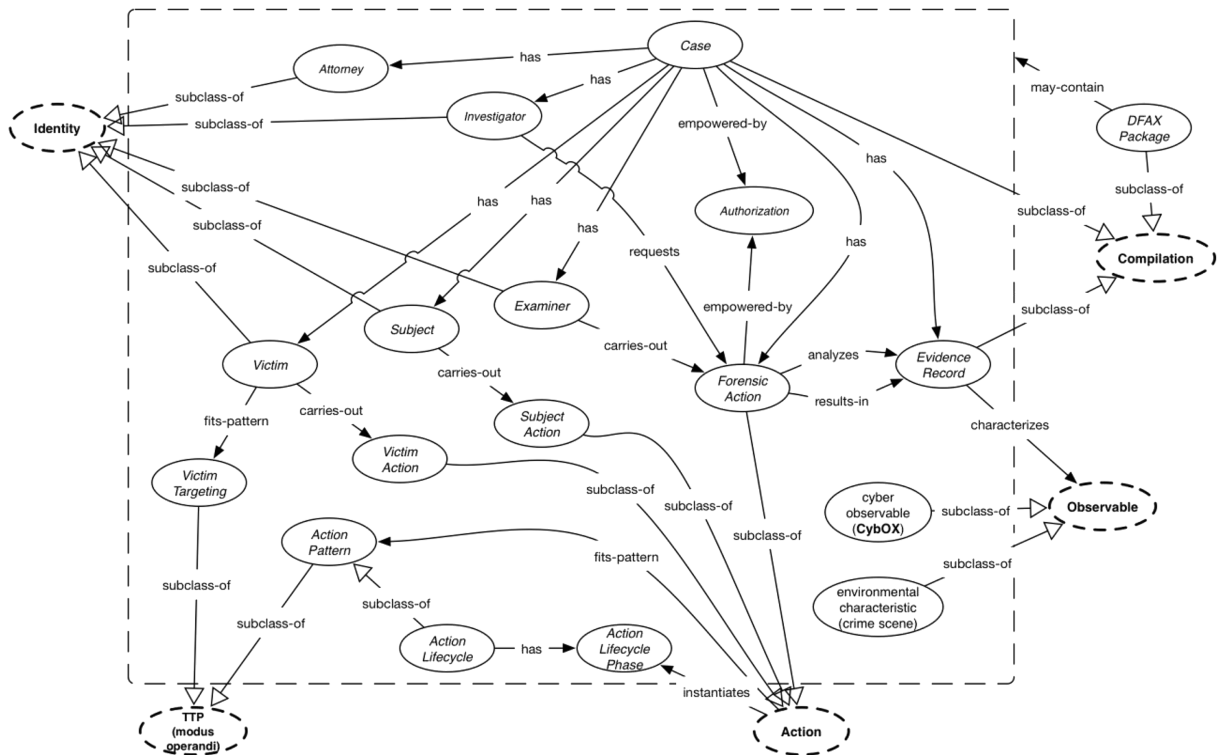 Case
has
Attorney
has
may-contain
subclass-of
Investigator
DFAX
Package
Identity
subclass-of
empowered-by
has
subclass-of
subclass-of
has
has
Authorization
subclass-of
subclass-of
has
has
requests
Compilation
subclass-of
Examiner
empowered-by
subclass-of
Subject
carries-out
analyzes
Evidence
Record
Victim
carries-out
Forensic
Action
results-in
fits-pattern
carries-out
Subject
Action
characterizes
Victim
Action
Victim
Targeting
subclass-of
subclass-of
cyber
observable
(CybOX)
subclass-of
Observable
Action
Pattern
fits-pattern
subclass-of
subclass-of
subclass-of
subclass-of
environmental
characteristic
(crime scene)
subclass-of
Action
Lifecycle
has
Action
Lifecycle
Phase
instantiates
TTP
(modus
operandi)
Action